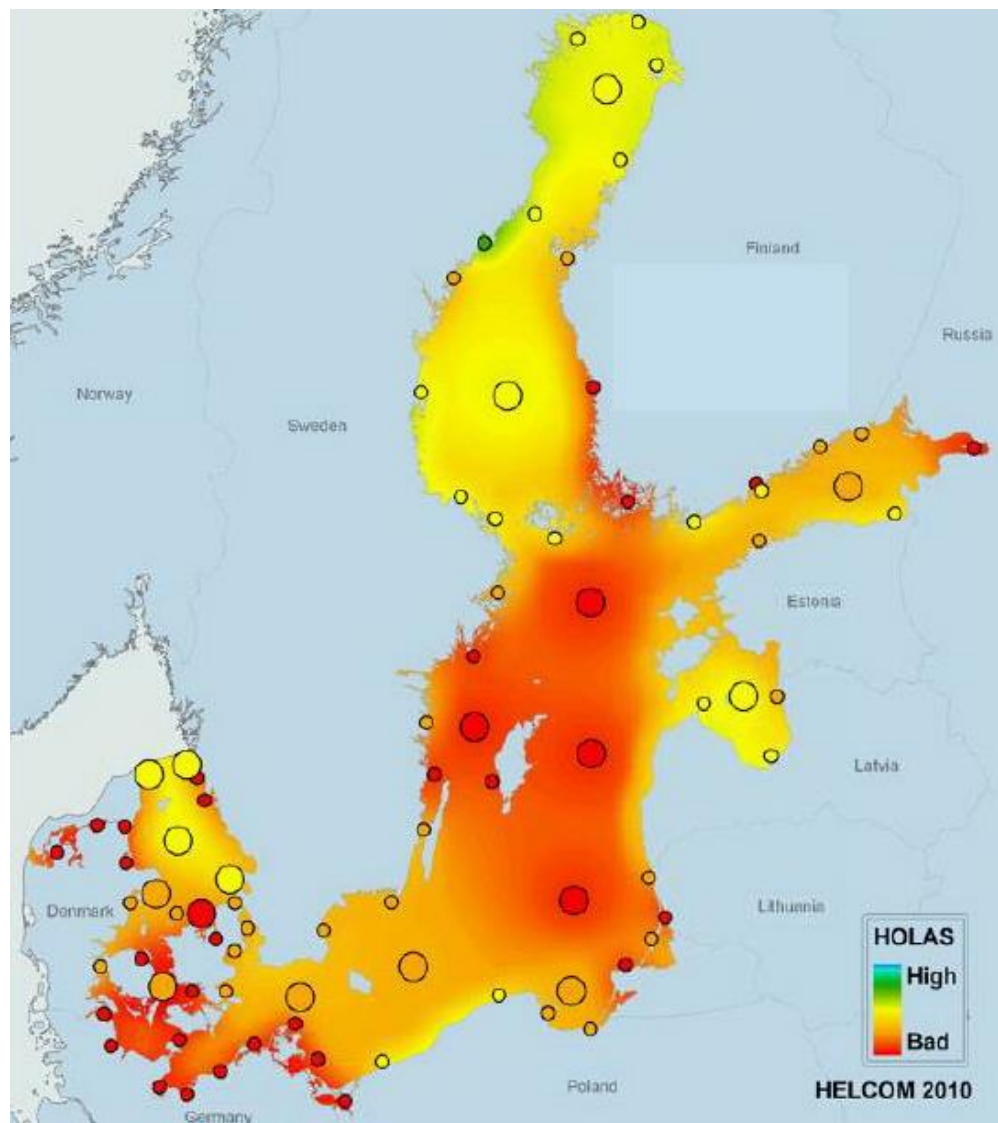 Finland
Russia
Norway
Sweden
Estonia
Latvia
Denmark
Lithuania
HOLAS
High
Bad
HELCOM 2010
Poland
Germany